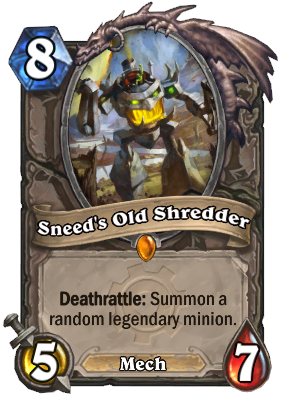 8
Sneed's Old Shredder
Deathrattle: Summon a
random legendary minion.
5
Mech
7